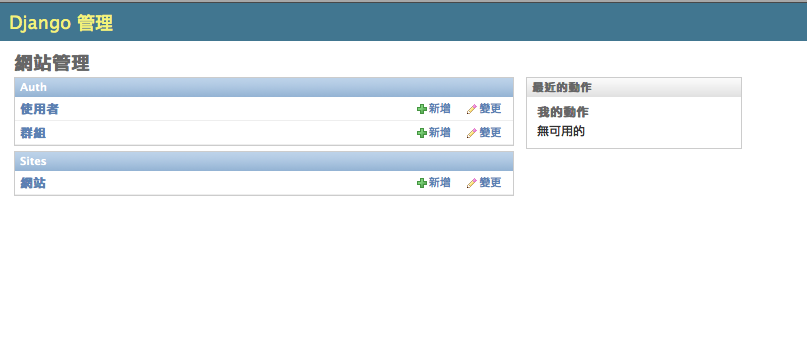 Django 管理
網站管理
Auth
使用者 新增 變更
群組 新增 變更
Sites
網站 新增 變更
最近的動作
我的動作
無可用的